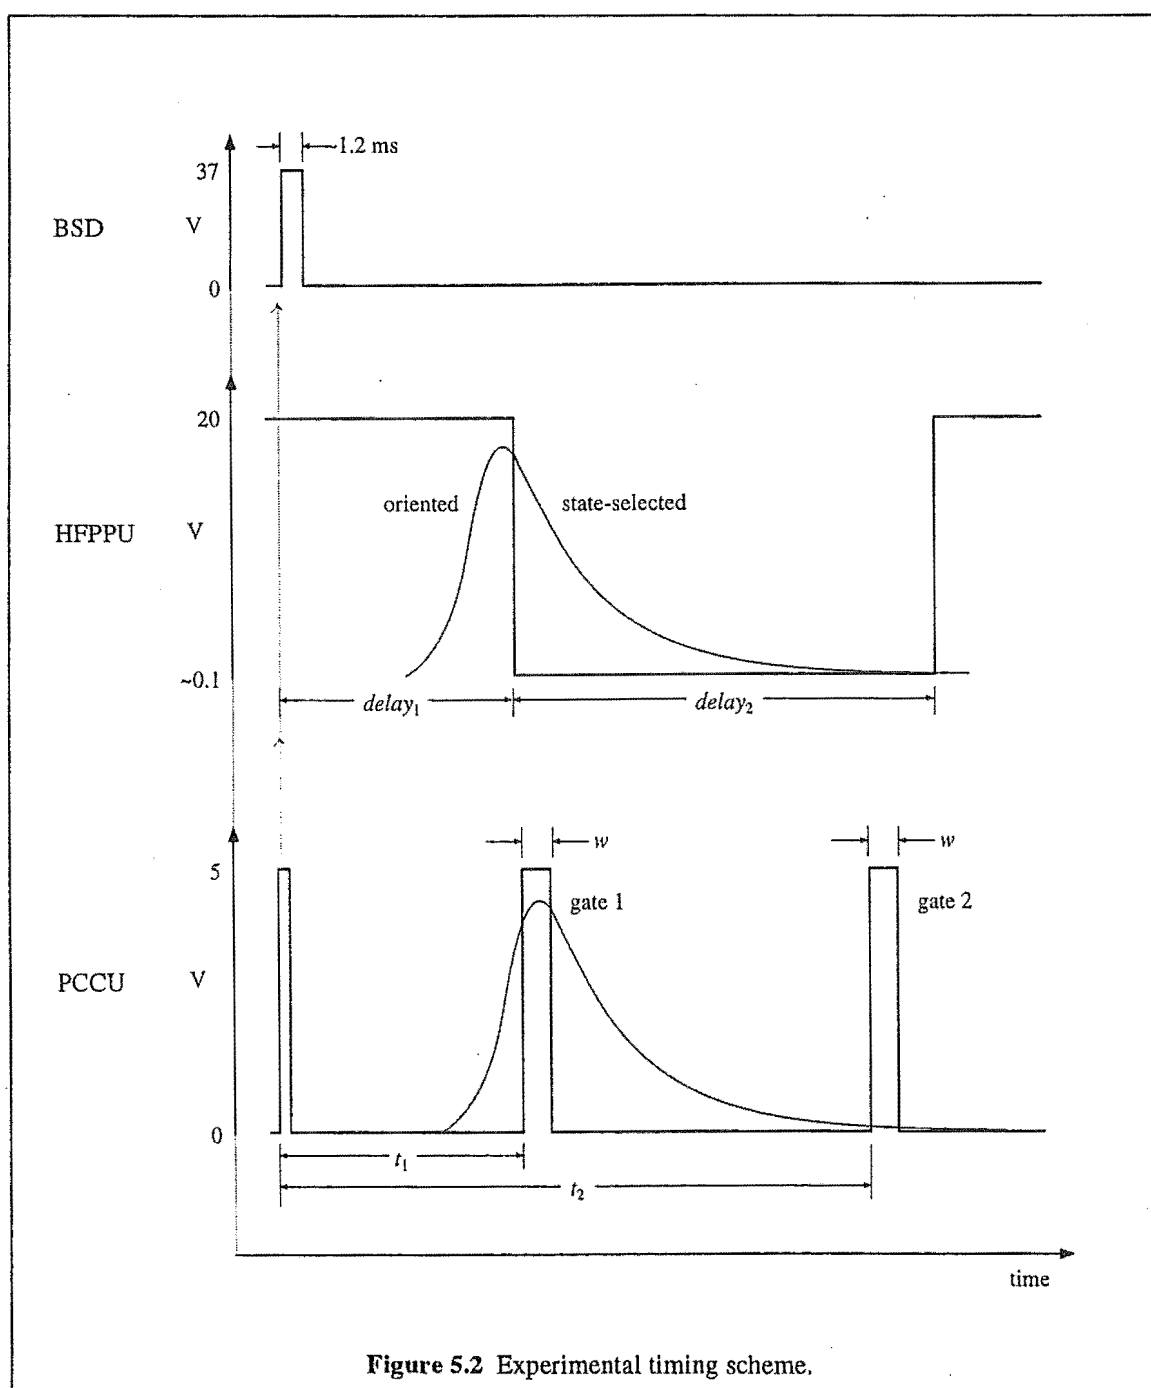 1.2 ms
37
BSD V
0
20
oriented state-selected
HFPPU V
~0.1
delay₁ delay₂
w w
5
gate 1 gate 2
PCCU V
0
t₁
t₂
time
Figure 5.2 Experimental timing scheme.